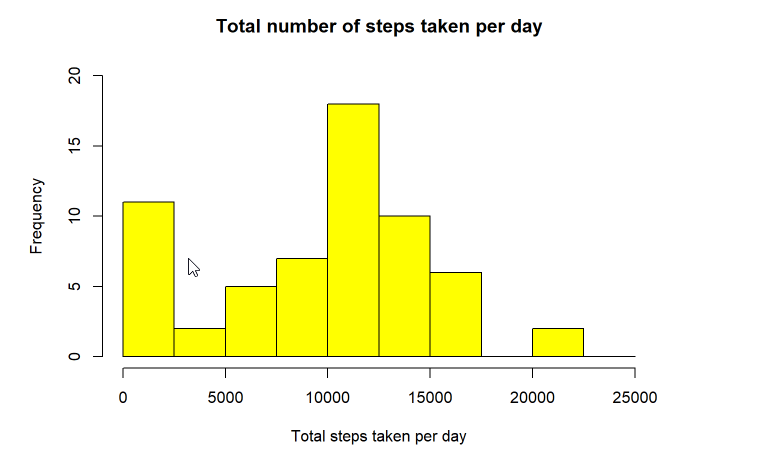 Total number of steps taken per day
Frequency
20
15
10
5
0
0 5000 10000 15000 20000 25000
Total steps taken per day